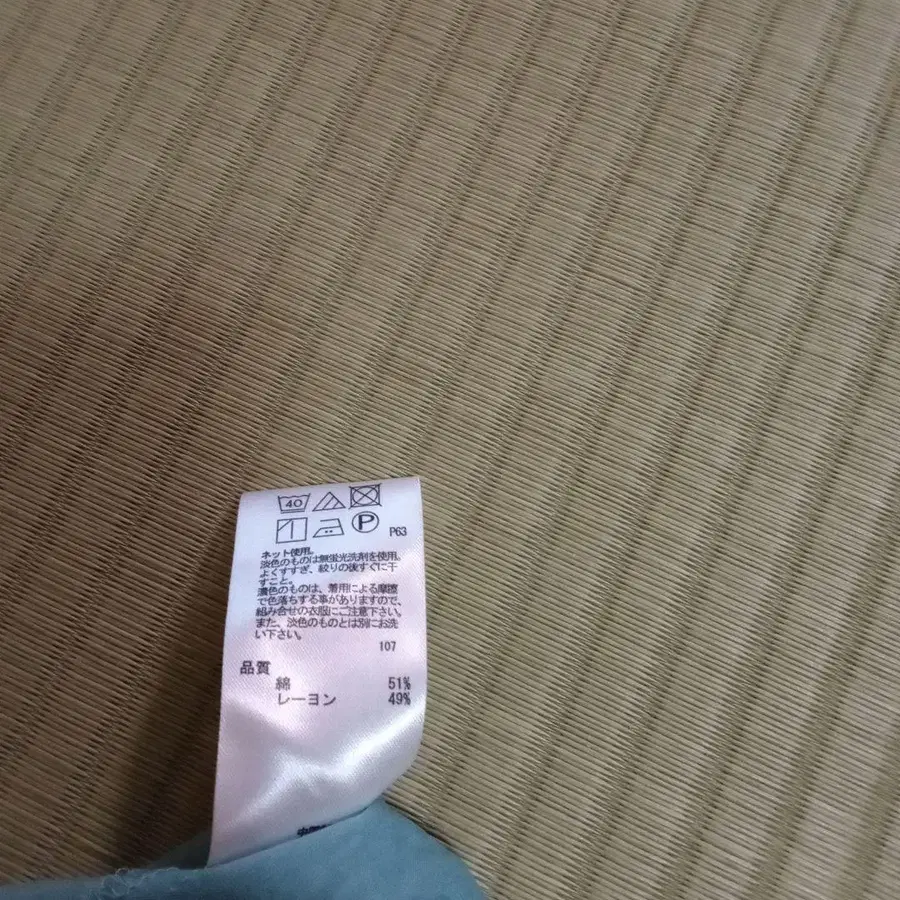 40
P P63
ネット使用。
淡色のものは無蛍光洗剤を使用。
よくすすぎ、絞りの後すぐに干
すこと。
濃色のものは、着用による摩擦
で色落ちする事がありますので、
組み合せの衣服にご注意下さい。
また、淡色のものとは別にお洗
い下さい。
107
品質
綿 51%
レーヨン 49%